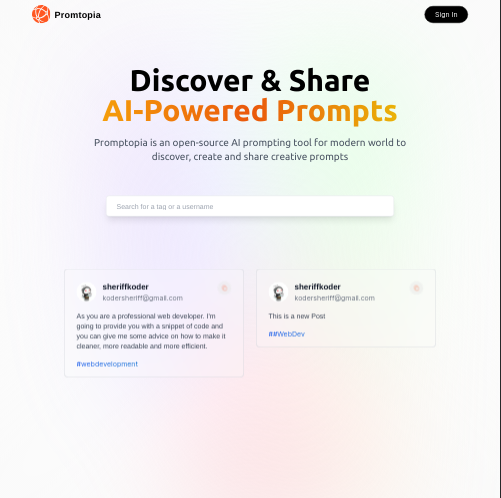 Promtopia
Sign In
Discover & Share
AI-Powered Prompts
Promptopia is an open-source AI prompting tool for modern world to
discover, create and share creative prompts
Search for a tag or a username
sheriffkoder
kodersheriff@gmail.com
As you are a professional web developer. I'm
going to provide you with a snippet of code and
you can give me some advice on how to make it
cleaner, more readable and more efficient.
##webdevelopment
sheriffkoder
kodersheriff@gmail.com
This is a new Post
##WebDev